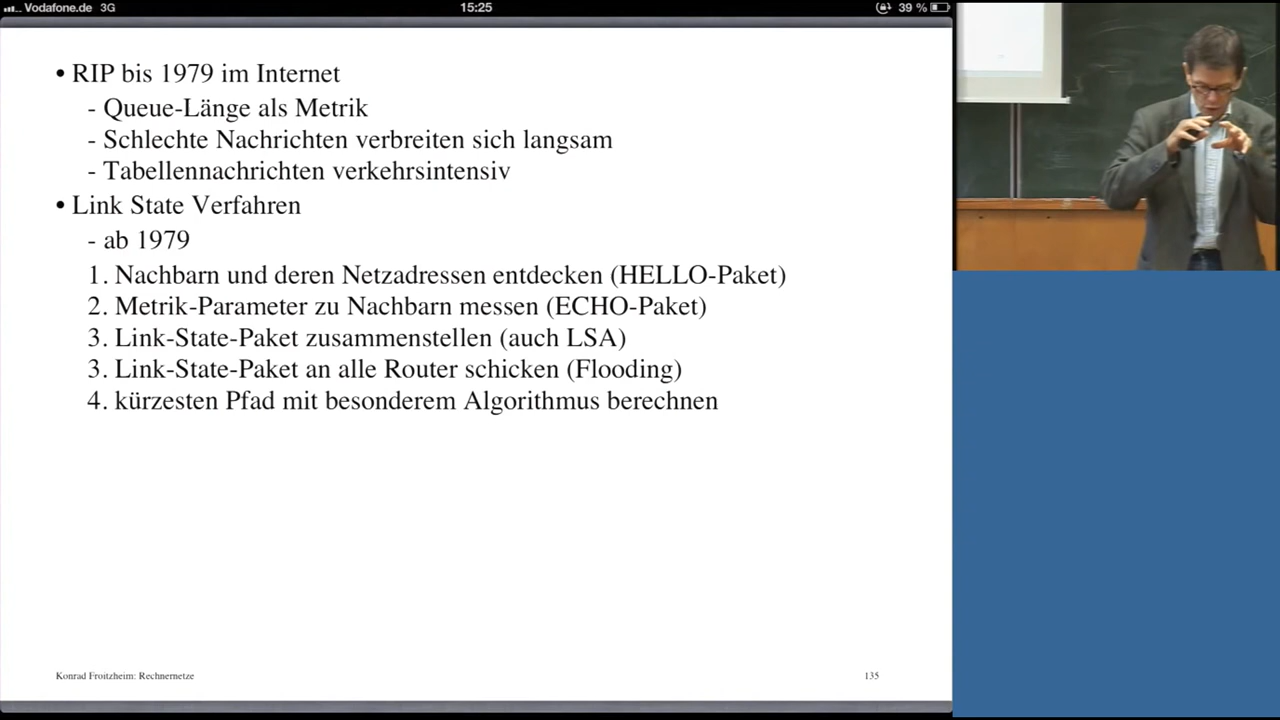 Vodafone.de 3G 15:25 39 %
• RIP bis 1979 im Internet
- Queue-Länge als Metrik
- Schlechte Nachrichten verbreiten sich langsam
- Tabellennachrichten verkehrsintensiv
• Link State Verfahren
- ab 1979
1. Nachbarn und deren Netzadressen entdecken (HELLO-Paket)
2. Metrik-Parameter zu Nachbarn messen (ECHO-Paket)
3. Link-State-Paket zusammenstellen (auch LSA)
3. Link-State-Paket an alle Router schicken (Flooding)
4. kürzesten Pfad mit besonderem Algorithmus berechnen
Konrad Froitzheim: Rechnernetze 135